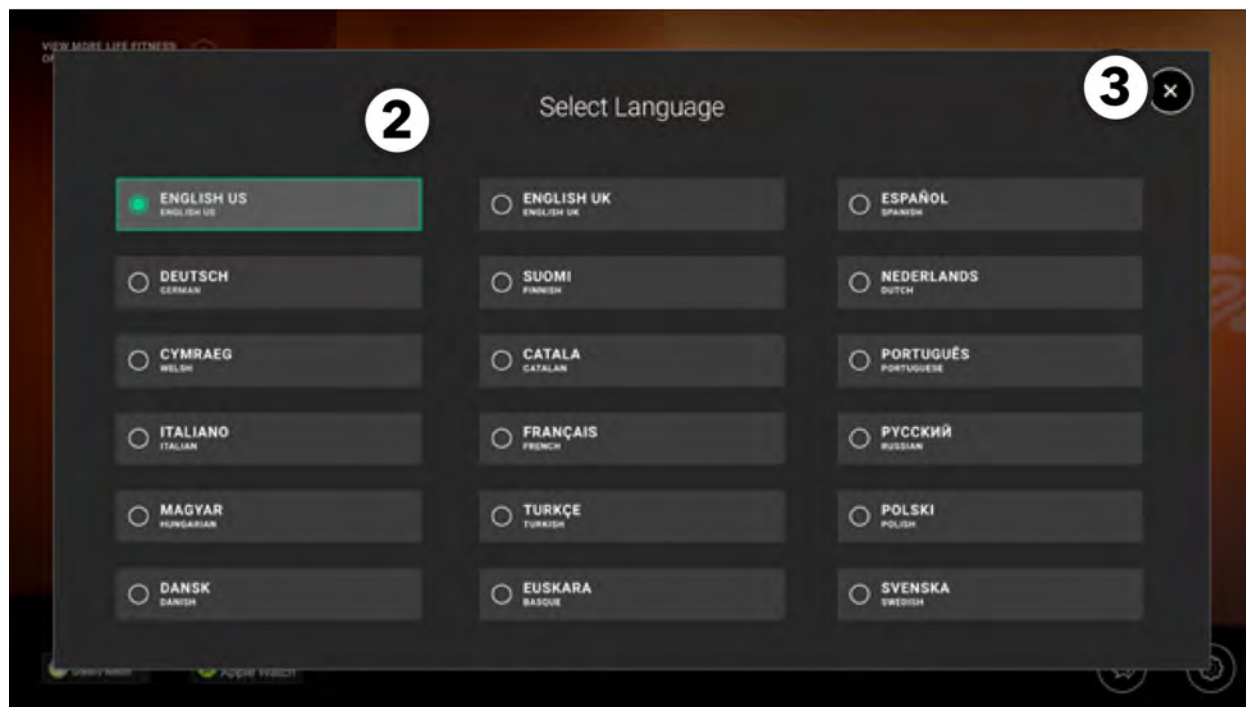 VIEW MORE LIFE FITNESS
2
Select Language
3
ENGLISH US
ENGLISH US
ENGLISH UK
ENGLISH UK
ESPAÑOL
SPANISH
DEUTSCH
GERMAN
SUOMI
FINNISH
NEDERLANDS
DUTCH
CYMRAEG
WELSH
CATALA
CATALAN
PORTUGUÊS
PORTUGUESE
ITALIANO
ITALIAN
FRANÇAIS
FRENCH
РУССКИЙ
RUSSIAN
MAGYAR
HUNGARIAN
TURKÇE
TURKISH
POLSKI
POLISH
DANSK
DANISH
EUSKARA
BASQUE
SVENSKA
SWEDISH
Apple Watch